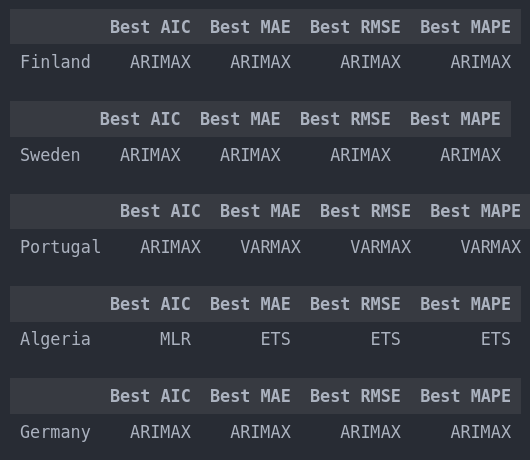 Best AIC Best MAE Best RMSE Best MAPE
Finland ARIMAX ARIMAX ARIMAX ARIMAX
Best AIC Best MAE Best RMSE Best MAPE
Sweden ARIMAX ARIMAX ARIMAX ARIMAX
Best AIC Best MAE Best RMSE Best MAPE
Portugal ARIMAX VARMAX VARMAX VARMAX
Best AIC Best MAE Best RMSE Best MAPE
Algeria MLR ETS ETS ETS
Best AIC Best MAE Best RMSE Best MAPE
Germany ARIMAX ARIMAX ARIMAX ARIMAX